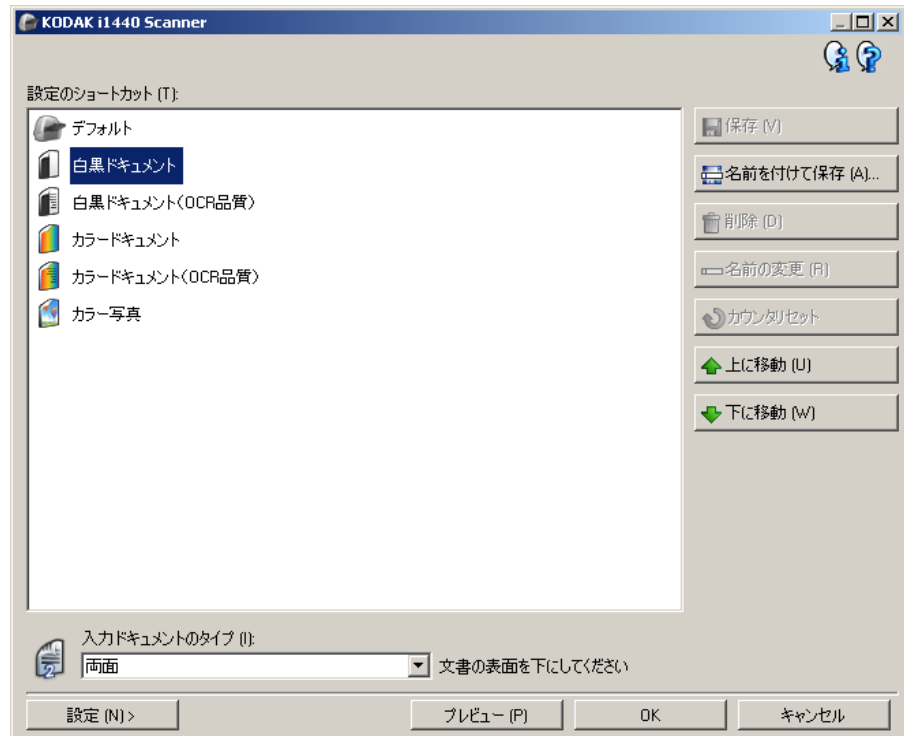 KODAK i1440 Scanner
設定のショートカット (T):
デフォルト
白黒ドキュメント
白黒ドキュメント(OCR品質)
カラードキュメント
カラードキュメント(OCR品質)
カラー写真
保存 (V)
名前を付けて保存 (A)...
削除 (D)
名前の変更 (R)
カウンタリセット
上に移動 (U)
下に移動 (W)
入力ドキュメントのタイプ (I):
2
両面
文書の表面を下にしてください
設定 (N) >
プレビュー (P)
OK
キャンセル